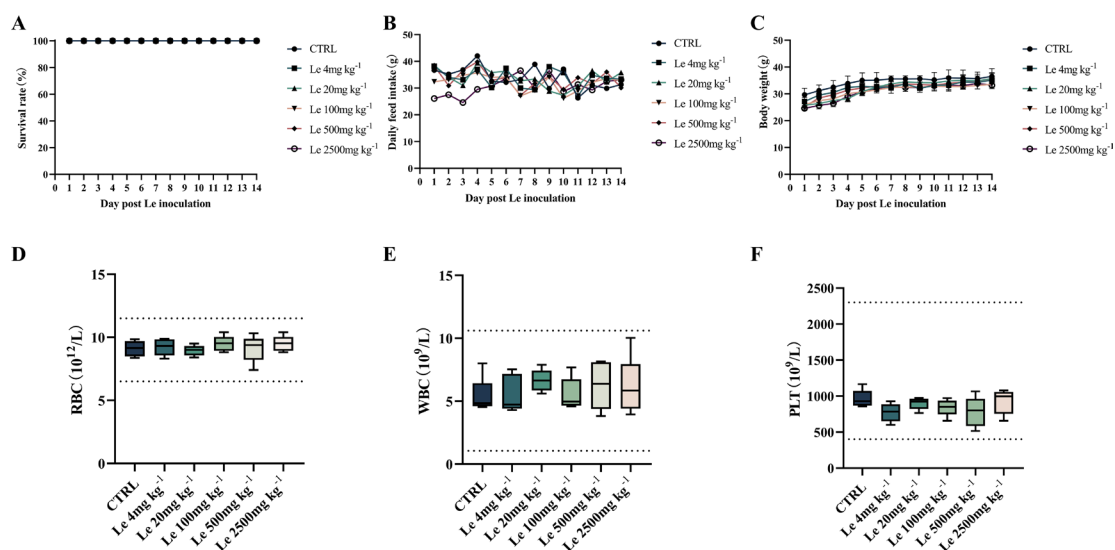 A
Survival rate(%)
100
80
60
40
20
0
0 1 2 3 4 5 6 7 8 9 10 11 12 13 14
Day post Le inoculation
CTRL
Le 4mg kg⁻¹
Le 20mg kg⁻¹
Le 100mg kg⁻¹
Le 500mg kg⁻¹
Le 2500mg kg⁻¹
B
Daily feed intake(g)
50
40
30
20
10
0
0 1 2 3 4 5 6 7 8 9 10 11 12 13 14
Day post Le inoculation
CTRL
Le 4mg kg⁻¹
Le 20mg kg⁻¹
Le 100mg kg⁻¹
Le 500mg kg⁻¹
Le 2500mg kg⁻¹
C
Body weight(g)
50
40
30
20
10
0
0 1 2 3 4 5 6 7 8 9 10 11 12 13 14
Day post Le inoculation
CTRL
Le 4mg kg⁻¹
Le 20mg kg⁻¹
Le 100mg kg⁻¹
Le 500mg kg⁻¹
Le 2500mg kg⁻¹
D
RBC (10¹²/L)
15
10
5
0
CTRL
Le 4mg kg⁻¹
Le 20mg kg⁻¹
Le 100mg kg⁻¹
Le 500mg kg⁻¹
Le 2500mg kg⁻¹
E
WBC (10⁹/L)
15
10
5
0
CTRL
Le 4mg kg⁻¹
Le 20mg kg⁻¹
Le 100mg kg⁻¹
Le 500mg kg⁻¹
Le 2500mg kg⁻¹
F
PLT (10⁹/L)
2500
2000
1500
1000
500
0
CTRL
Le 4mg kg⁻¹
Le 20mg kg⁻¹
Le 100mg kg⁻¹
Le 500mg kg⁻¹
Le 2500mg kg⁻¹